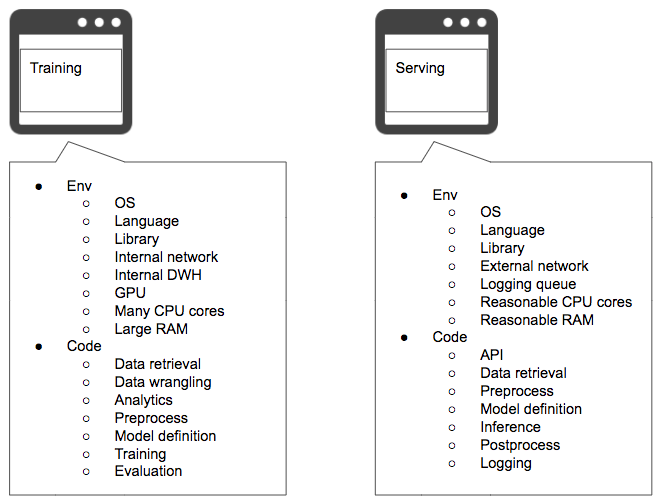 Training
● Env
○ OS
○ Language
○ Library
○ Internal network
○ Internal DWH
○ GPU
○ Many CPU cores
○ Large RAM
● Code
○ Data retrieval
○ Data wrangling
○ Analytics
○ Preprocess
○ Model definition
○ Training
○ Evaluation
Serving
● Env
○ OS
○ Language
○ Library
○ External network
○ Logging queue
○ Reasonable CPU cores
○ Reasonable RAM
● Code
○ API
○ Data retrieval
○ Preprocess
○ Model definition
○ Inference
○ Postprocess
○ Logging